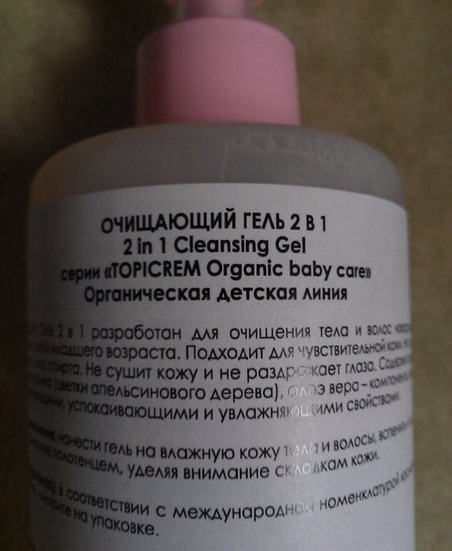 ОЧИЩАЮЩИЙ ГЕЛЬ 2 В 1
2 in 1 Cleansing Gel
серии «TOPICREM Organic baby care»
Органическая детская линия
ГЕЛЬ 2 в 1 разработан для очищения тела и волос
младшего возраста. Подходит для чувствительной кожи.
спирта. Не сушит кожу и не раздражает глаза.
(цветки апельсинового дерева), алоэ вера – компоненты
успокаивающими и увлажняющими свойствами.
нанести гель на влажную кожу тела и волосы,
полотенцем, уделяя внимание складкам кожи.
в соответствии с международной номенклатурой
на упаковке.